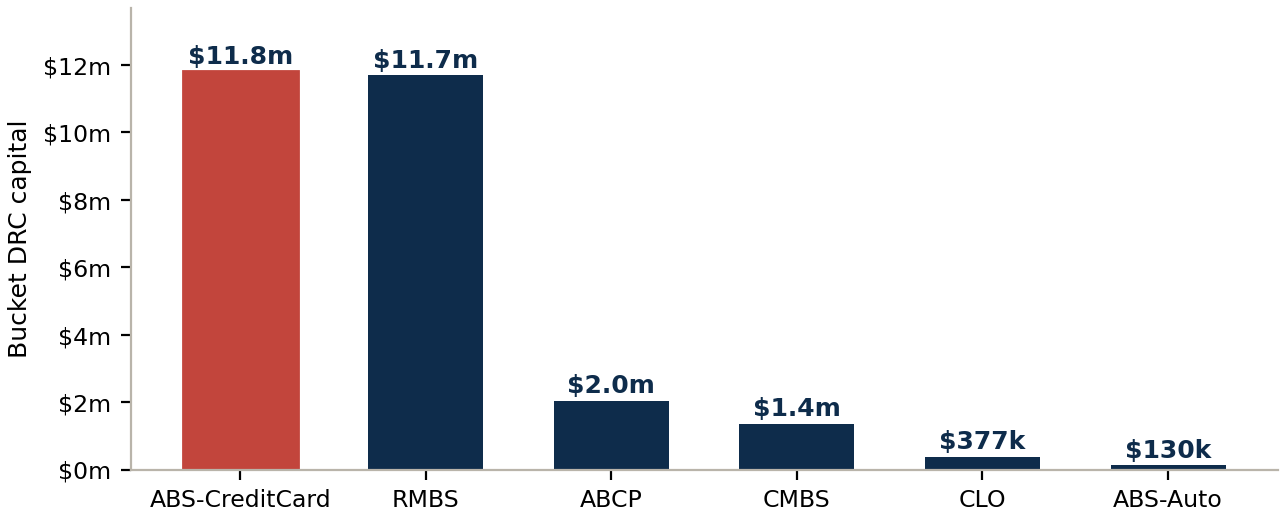 Bucket DRC capital
$12m
$10m
$8m
$6m
$4m
$2m
$0m
$11.8m
$11.7m
$2.0m
$1.4m
$377k
$130k
ABS-CreditCard
RMBS
ABCP
CMBS
CLO
ABS-Auto